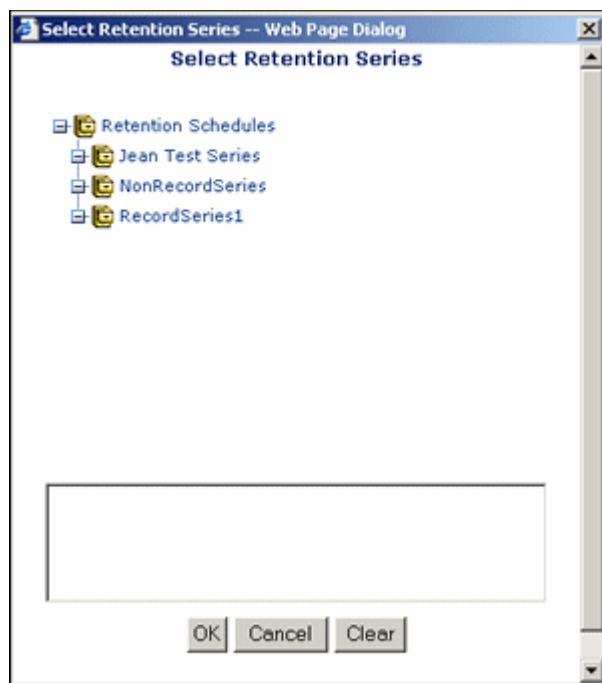 Select Retention Series -- Web Page Dialog
Select Retention Series
Retention Schedules
Jean Test Series
NonRecordSeries
RecordSeries1
OK Cancel Clear